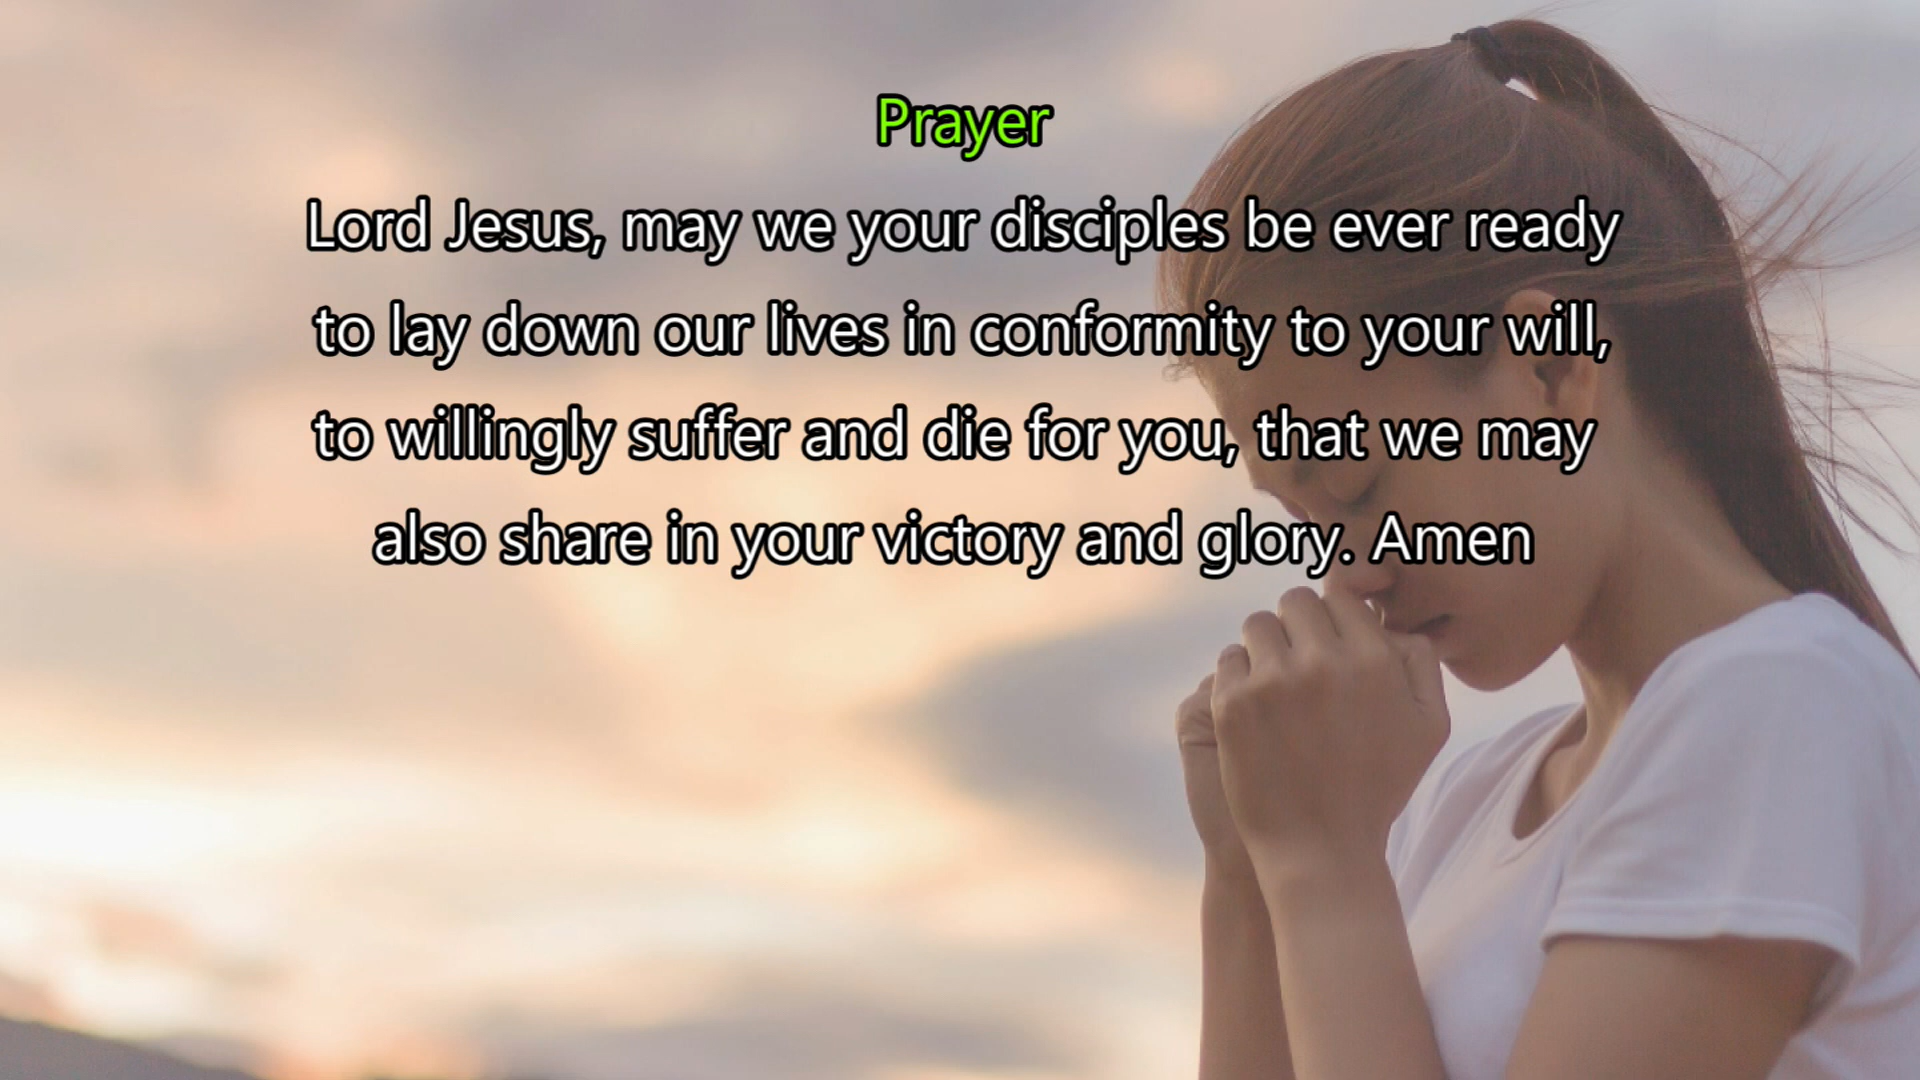 Prayer
Lord Jesus, may we your disciples be ever ready
to lay down our lives in conformity to your will,
to willingly suffer and die for you, that we may
also share in your victory and glory. Amen